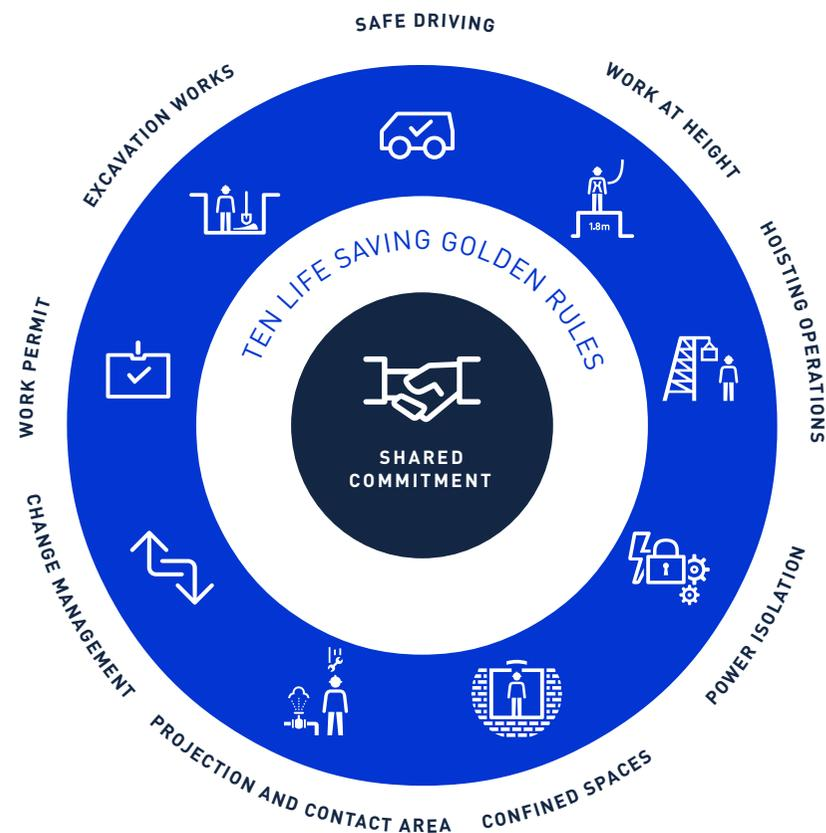 SAFE DRIVING
WORK AT HEIGHT
HOISTING OPERATIONS
POWER ISOLATION
CONFINED SPACES
PROJECTION AND CONTACT AREA
CHANGE MANAGEMENT
WORK PERMIT
EXCAVATION WORKS
1.8m
TEN LIFE SAVING GOLDEN RULES
SHARED
COMMITMENT